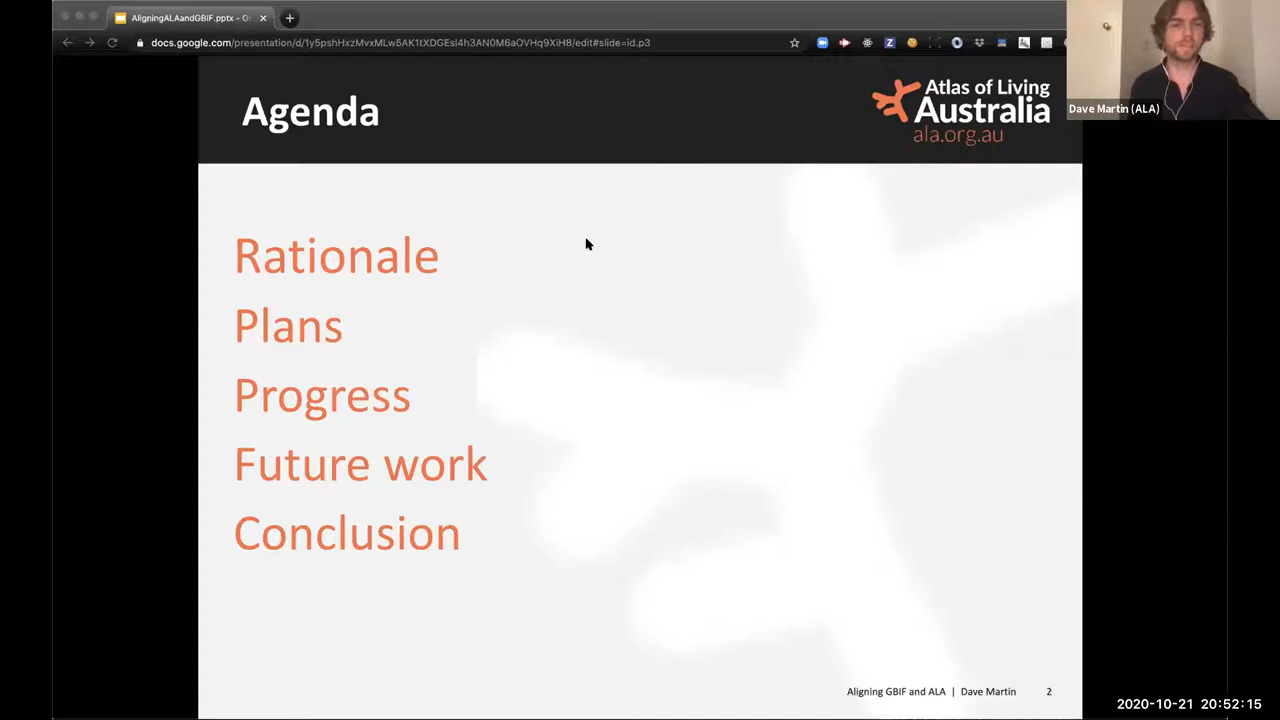 AligningALAandGBIF.pptx - G
docs.google.com/presentation/d/1y5pshHxzMvxMLw5AK1tXDGEsI4h3AN0M6aOVHq9XiH8/edit#slide=id.p3
Agenda
Atlas of Living
Australia
ala.org.au
Dave Martin (ALA)
Rationale
Plans
Progress
Future work
Conclusion
Aligning GBIF and ALA | Dave Martin 2
2020-10-21 20:52:15